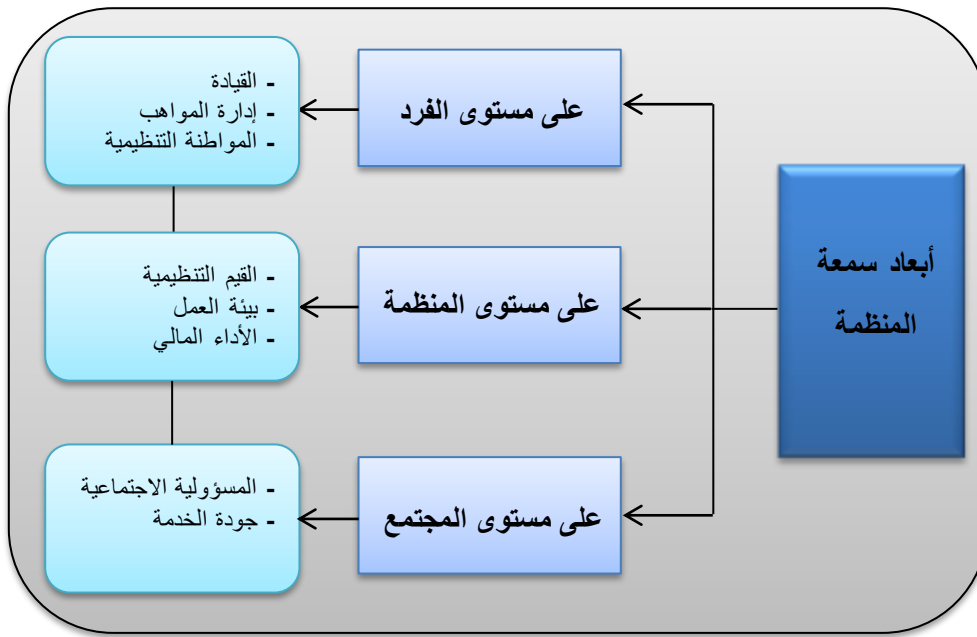 أبعاد سمعة
المنظمة
على مستوى الفرد
- القيادة
- إدارة المواهب
- المواطنة التنظيمية
على مستوى المنظمة
- القيم التنظيمية
- بيئة العمل
- الأداء المالي
على مستوى المجتمع
- المسؤولية الاجتماعية
- جودة الخدمة